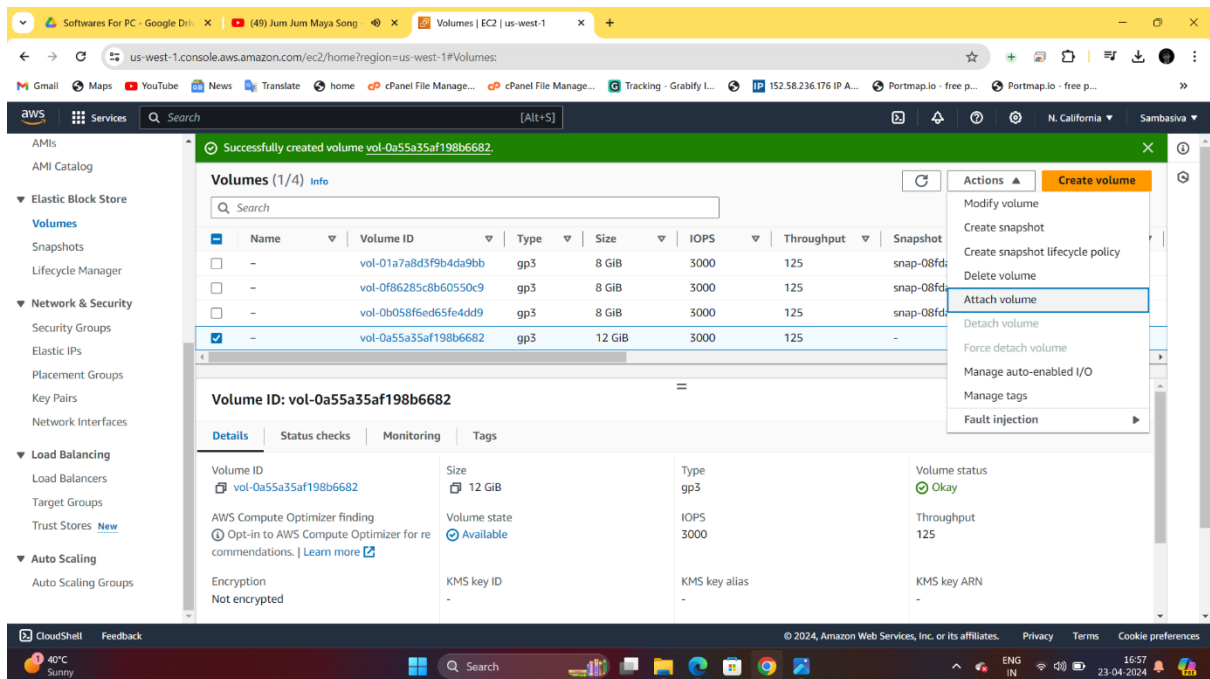 Softwares For PC - Google Driv
(49) Jum Jum Maya Song
Volumes | EC2 | us-west-1
us-west-1.console.aws.amazon.com/ec2/home?region=us-west-1#Volumes:
Gmail Maps YouTube News Translate home cPanel File Manage... cPanel File Manage... Tracking - Grabify I... 152.58.236.176 IP A... Portmap.io - free p... Portmap.io - free p... »
aws Services Search [Alt+S] N. California Sambasiva
AMIs
AMI Catalog
Elastic Block Store
Volumes
Snapshots
Lifecycle Manager
Network & Security
Security Groups
Elastic IPs
Placement Groups
Key Pairs
Network Interfaces
Load Balancing
Load Balancers
Target Groups
Trust Stores New
Auto Scaling
Auto Scaling Groups
Successfully created volume vol-0a55a35af198b6682.
Volumes (1/4) Info
Actions
Create volume
Search
Name Volume ID Type Size IOPS Throughput Snapshot
– vol-01a7a8d3f9b4da9bb gp3 8 GiB 3000 125 snap-08fda
– vol-0f86285c8b60550c9 gp3 8 GiB 3000 125 snap-08fda
– vol-0b058f6ed65fe4dd9 gp3 8 GiB 3000 125 snap-08fda
– vol-0a55a35af198b6682 gp3 12 GiB 3000 125 -
Modify volume
Create snapshot
Create snapshot lifecycle policy
Delete volume
Attach volume
Detach volume
Force detach volume
Manage auto-enabled I/O
Manage tags
Fault injection
Volume ID: vol-0a55a35af198b6682
Details Status checks Monitoring Tags
Volume ID Size Type Volume status
vol-0a55a35af198b6682 12 GiB gp3 Okay
AWS Compute Optimizer finding Volume state IOPS Throughput
Opt-in to AWS Compute Optimizer for re Available 3000 125
commendations. | Learn more
Encryption KMS key ID KMS key alias KMS key ARN
Not encrypted - - -
CloudShell Feedback © 2024, Amazon Web Services, Inc. or its affiliates. Privacy Terms Cookie preferences
1 40°C Search ENG 16:57
Sunny IN 23-04-2024